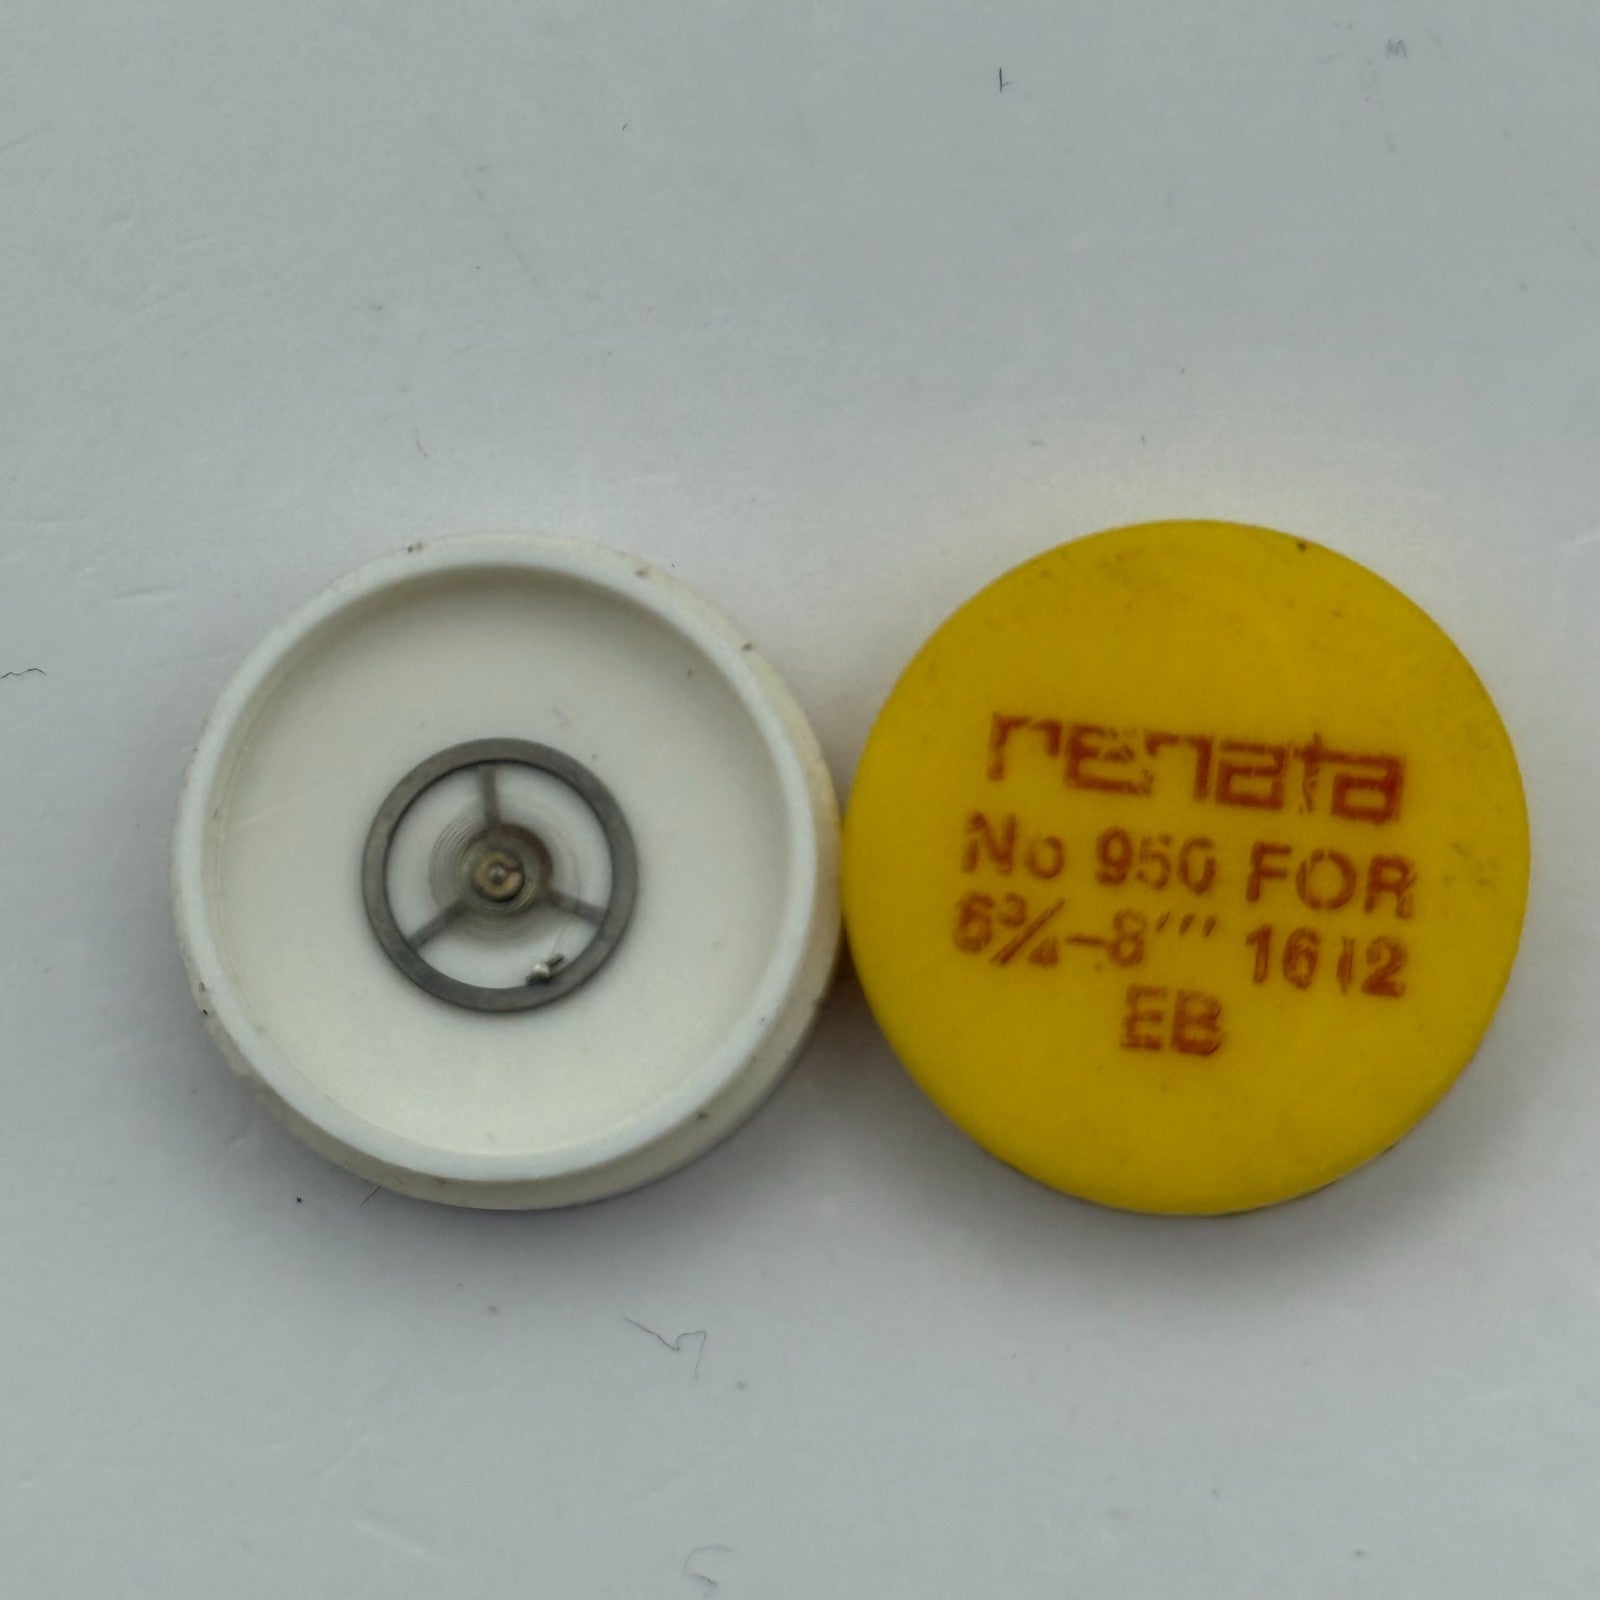 renata
No 950 FOR
6¾-8''' 1612
EB